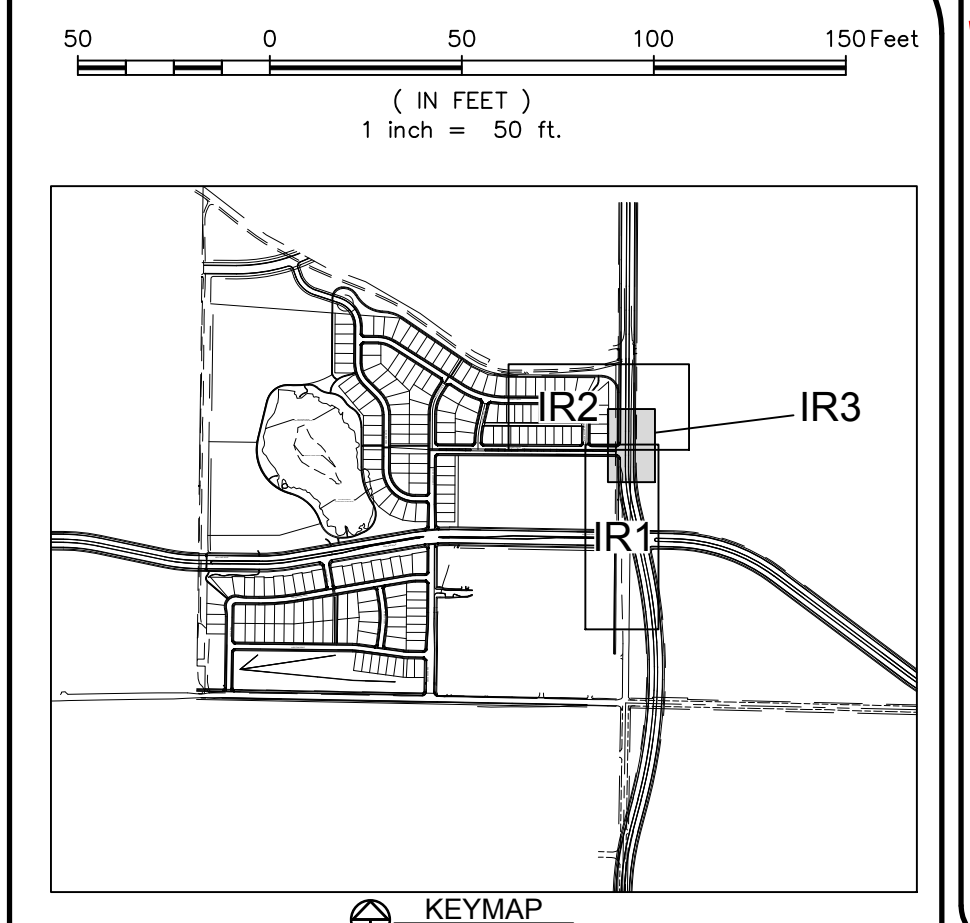 50 0 50 100 150 Feet
( IN FEET )
1 inch = 50 ft.
IR2 IR3
IR1
KEYMAP